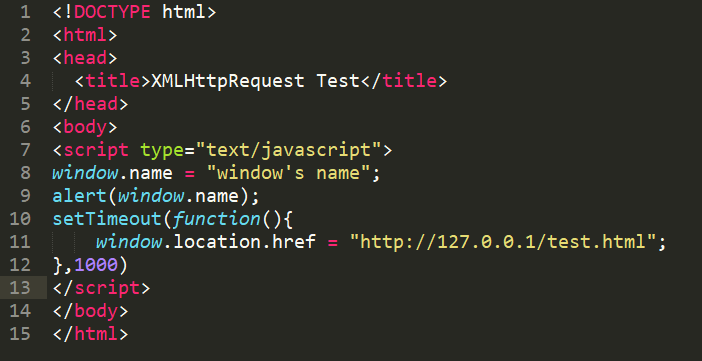 1 <!DOCTYPE html>
2 <html>
3 <head>
4 <title>XMLHttpRequest Test</title>
5 </head>
6 <body>
7 <script type="text/javascript">
8 window.name = "window's name";
9 alert(window.name);
10 setTimeout(function(){
11 window.location.href = "http://127.0.0.1/test.html";
12 },1000)
13 </script>
14 </body>
15 </html>